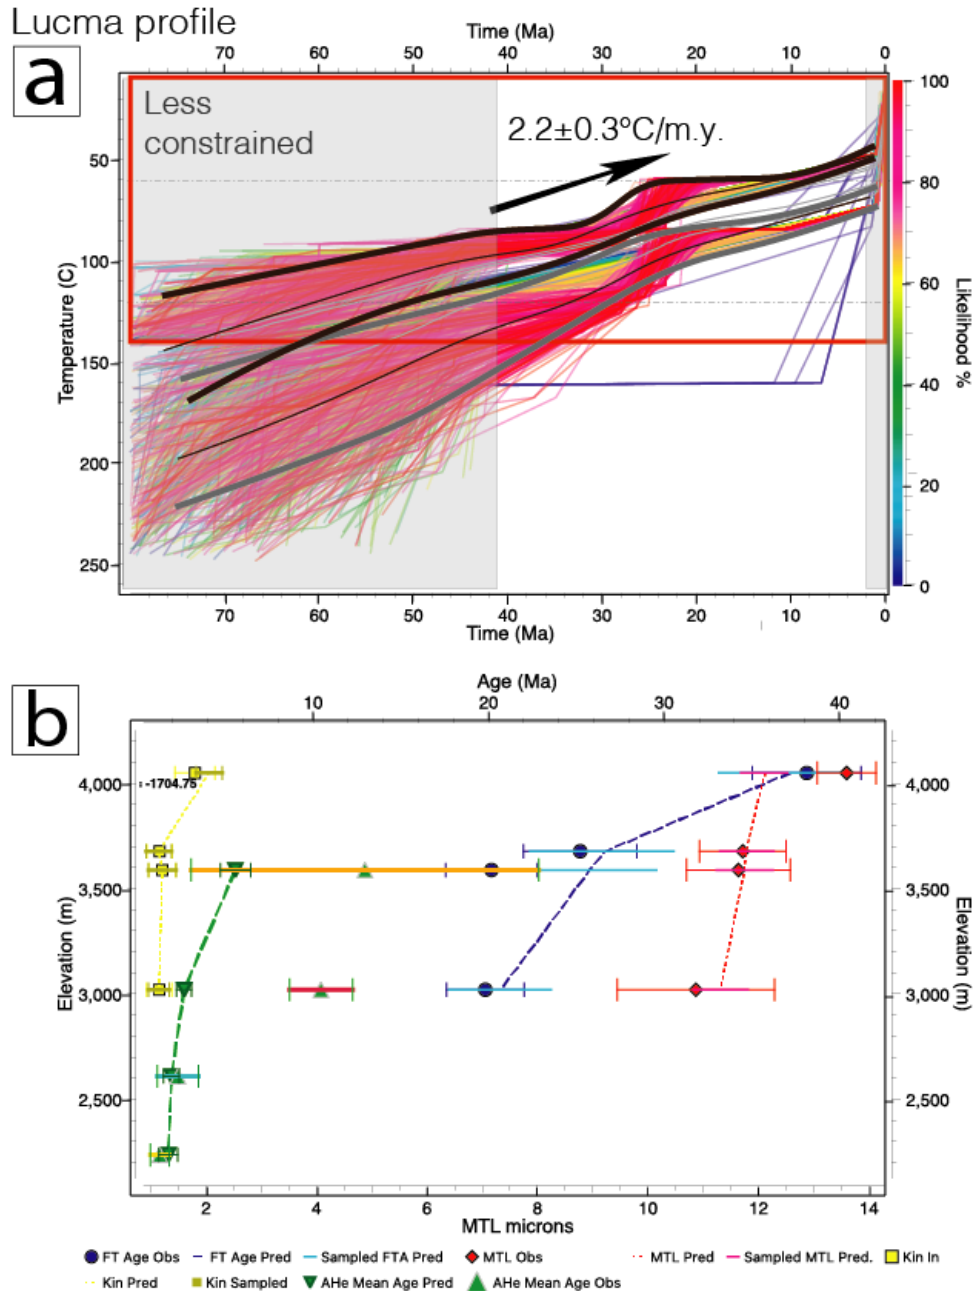 Lucma profile
a
Time (Ma)
70 60 50 40 30 20 10 0
Less
constrained
2.2±0.3ºC/m.y.
Temperature (C)
50
100
150
200
250
Likelihood %
100
80
60
40
20
0
70 60 50 40 30 20 10 0
Time (Ma)
b
Age (Ma)
10 20 30 40
: -1704.75
Elevation (m)
4,000
3,500
3,000
2,500
4,000
3,500
3,000
2,500
Elevation (m)
2 4 6 8 10 12 14
MTL microns
FT Age Obs FT Age Pred Sampled FTA Pred MTL Obs MTL Pred Sampled MTL Pred. Kin In
Kin Pred Kin Sampled AHe Mean Age Pred AHe Mean Age Obs